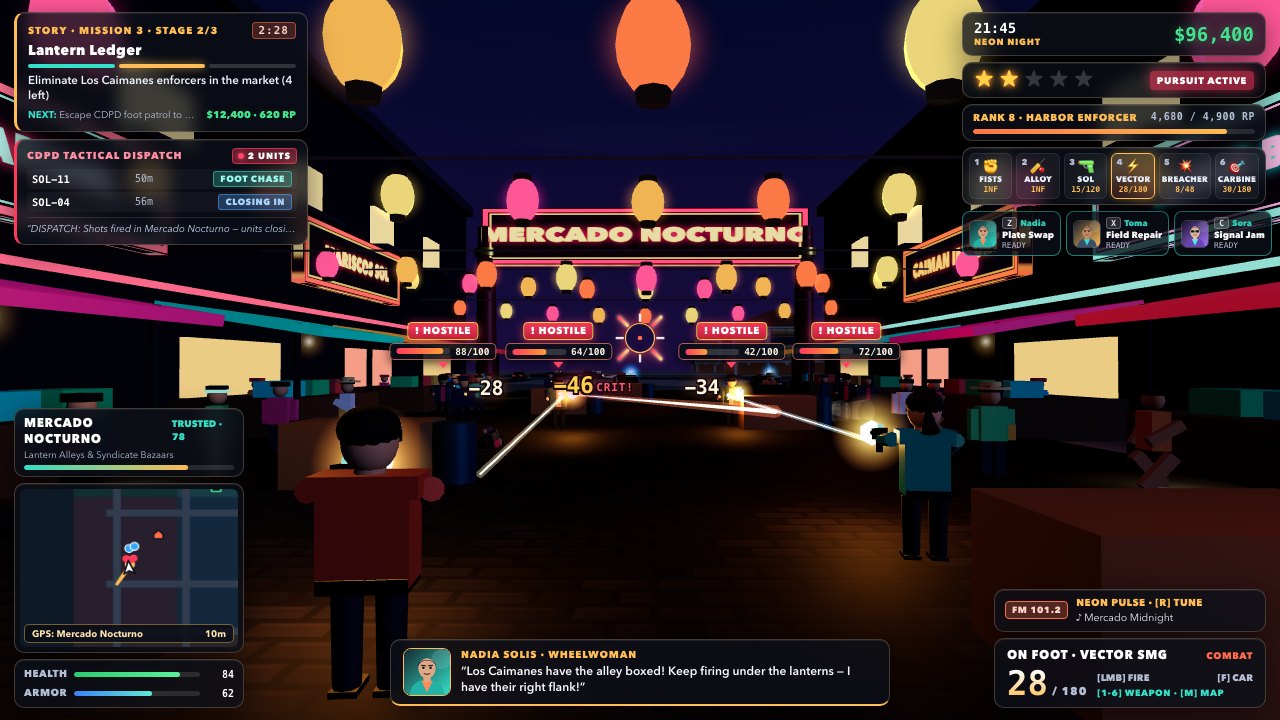 STORY · MISSION 3 · STAGE 2/3
2:28
Lantern Ledger
Eliminate Los Caimanes enforcers in the market (4
left)
NEXT: Escape CDPD foot patrol to …
$12,400 · 620 RP
CDPD TACTICAL DISPATCH
2 UNITS
SOL–11 50m FOOT CHASE
SOL–04 56m CLOSING IN
"DISPATCH: Shots fired in Mercado Nocturno — units closi…
21:45
NEON NIGHT
$96,400
PURSUIT ACTIVE
RANK 8 · HARBOR ENFORCER
4,680 / 4,900 RP
1 FISTS INF
2 ALLOY INF
3 SOL 15/120
4 VECTOR 28/180
5 BREACHER 8/48
6 CARBINE 30/180
Z Nadia
Plate Swap
READY
X Toma
Field Repair
READY
C Sora
Signal Jam
READY
MERCADO NOCTURNO
ARISCOS SOL
CAIMAN
! HOSTILE
88/100
! HOSTILE
64/100
! HOSTILE
42/100
! HOSTILE
72/100
–28
–46 CRIT!
–34
MERCADO
NOCTURNO
TRUSTED ·
78
Lantern Alleys & Syndicate Bazaars
GPS: Mercado Nocturno
10m
HEALTH 84
ARMOR 62
NADIA SOLIS · WHEELWOMAN
"Los Caimanes have the alley boxed! Keep firing under the lanterns — I
have their right flank!"
FM 101.2
NEON PULSE · [R] TUNE
♪ Mercado Midnight
ON FOOT · VECTOR SMG
COMBAT
28 / 180
[LMB] FIRE
[F] CAR
[1-6] WEAPON · [M] MAP